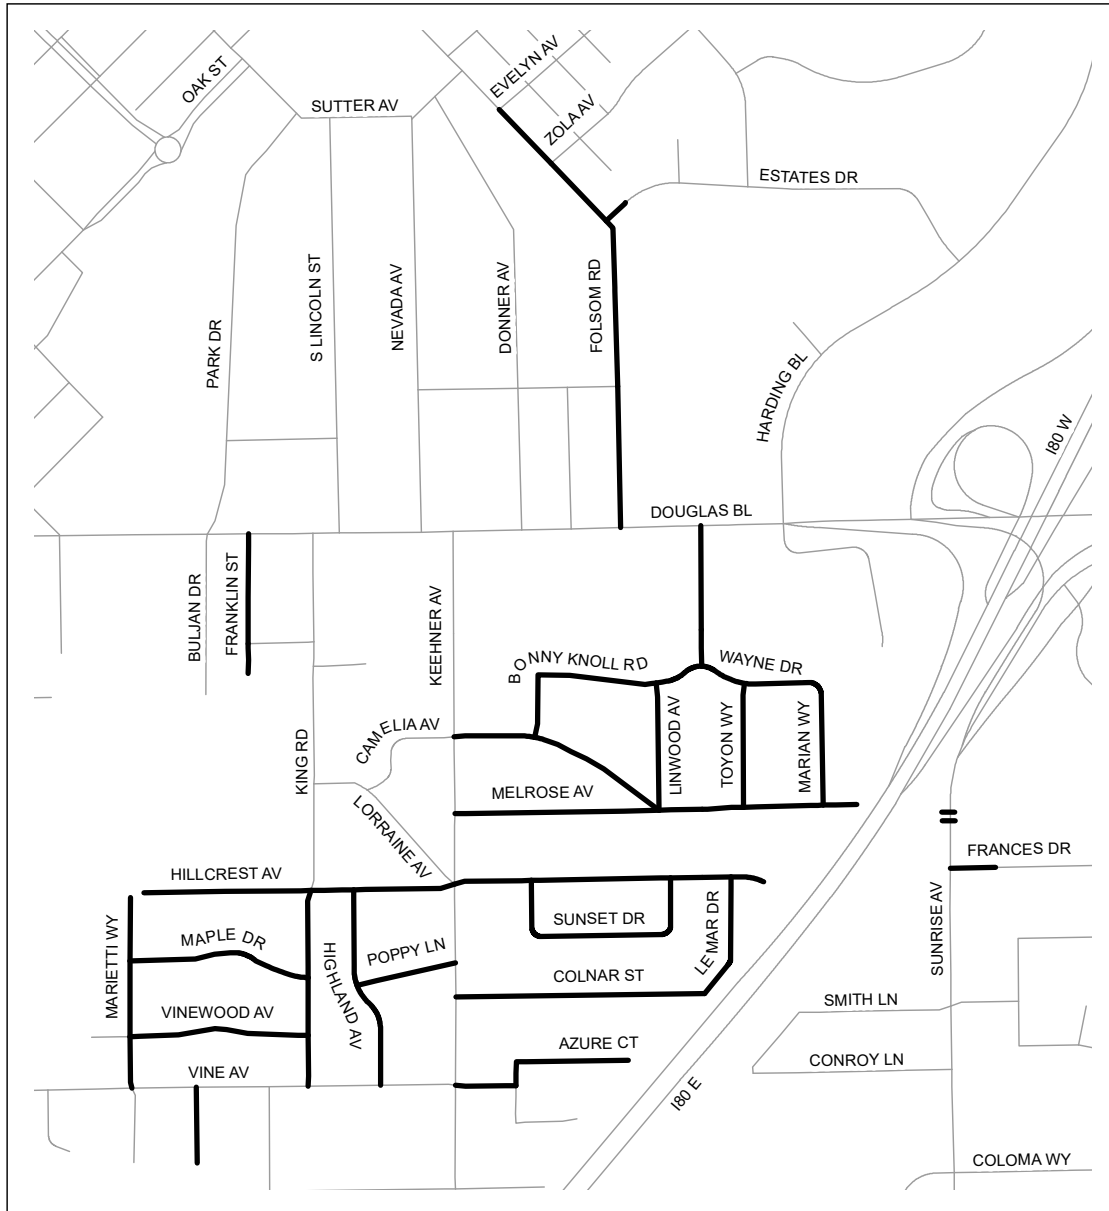 OAK ST
EVELYN AV
SUTTER AV
ZOLA AV
ESTATES DR
PARK DR
S LINCOLN ST
NEVADA AV
DONNER AV
FOLSOM RD
HARDING BL
I80 W
DOUGLAS BL
BULJAN DR
FRANKLIN ST
KEEHNER AV
BONNY KNOLL RD
WAYNE DR
CAMELIA AV
KING RD
LINWOOD AV
TOYON WY
MARIAN WY
MELROSE AV
LORRAINE AV
FRANCES DR
HILLCREST AV
SUNSET DR
LE MAR DR
SUNRISE AV
MARIETTI WY
MAPLE DR
HIGHLAND AV
POPPY LN
COLNAR ST
SMITH LN
VINEWOOD AV
AZURE CT
CONROY LN
VINE AV
I80 E
COLOMA WY